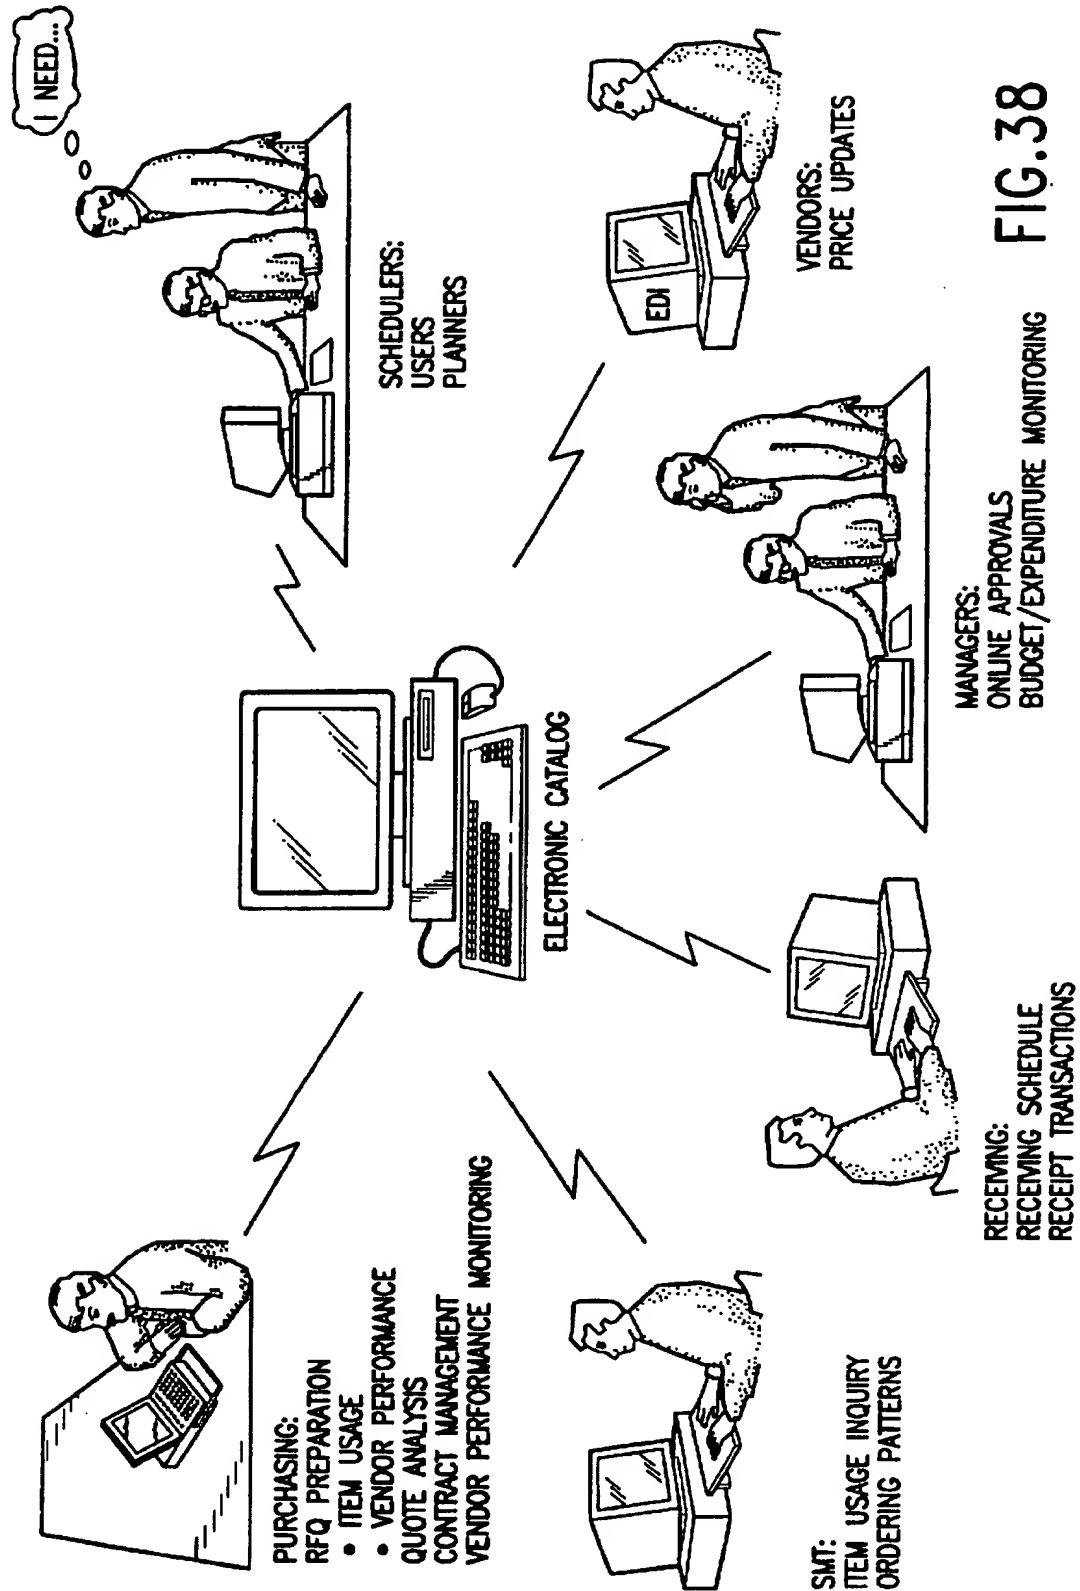 I NEED...
PURCHASING:
RFQ PREPARATION
• ITEM USAGE
• VENDOR PERFORMANCE
QUOTE ANALYSIS
CONTRACT MANAGEMENT
VENDOR PERFORMANCE MONITORING
SCHEDULERS:
USERS
PLANNERS
ELECTRONIC CATALOG
SMT:
ITEM USAGE INQUIRY
ORDERING PATTERNS
RECEIVING:
RECEIVING SCHEDULE
RECEIPT TRANSACTIONS
MANAGERS:
ONLINE APPROVALS
BUDGET/EXPENDITURE MONITORING
EDI
VENDORS:
PRICE UPDATES
FIG.38